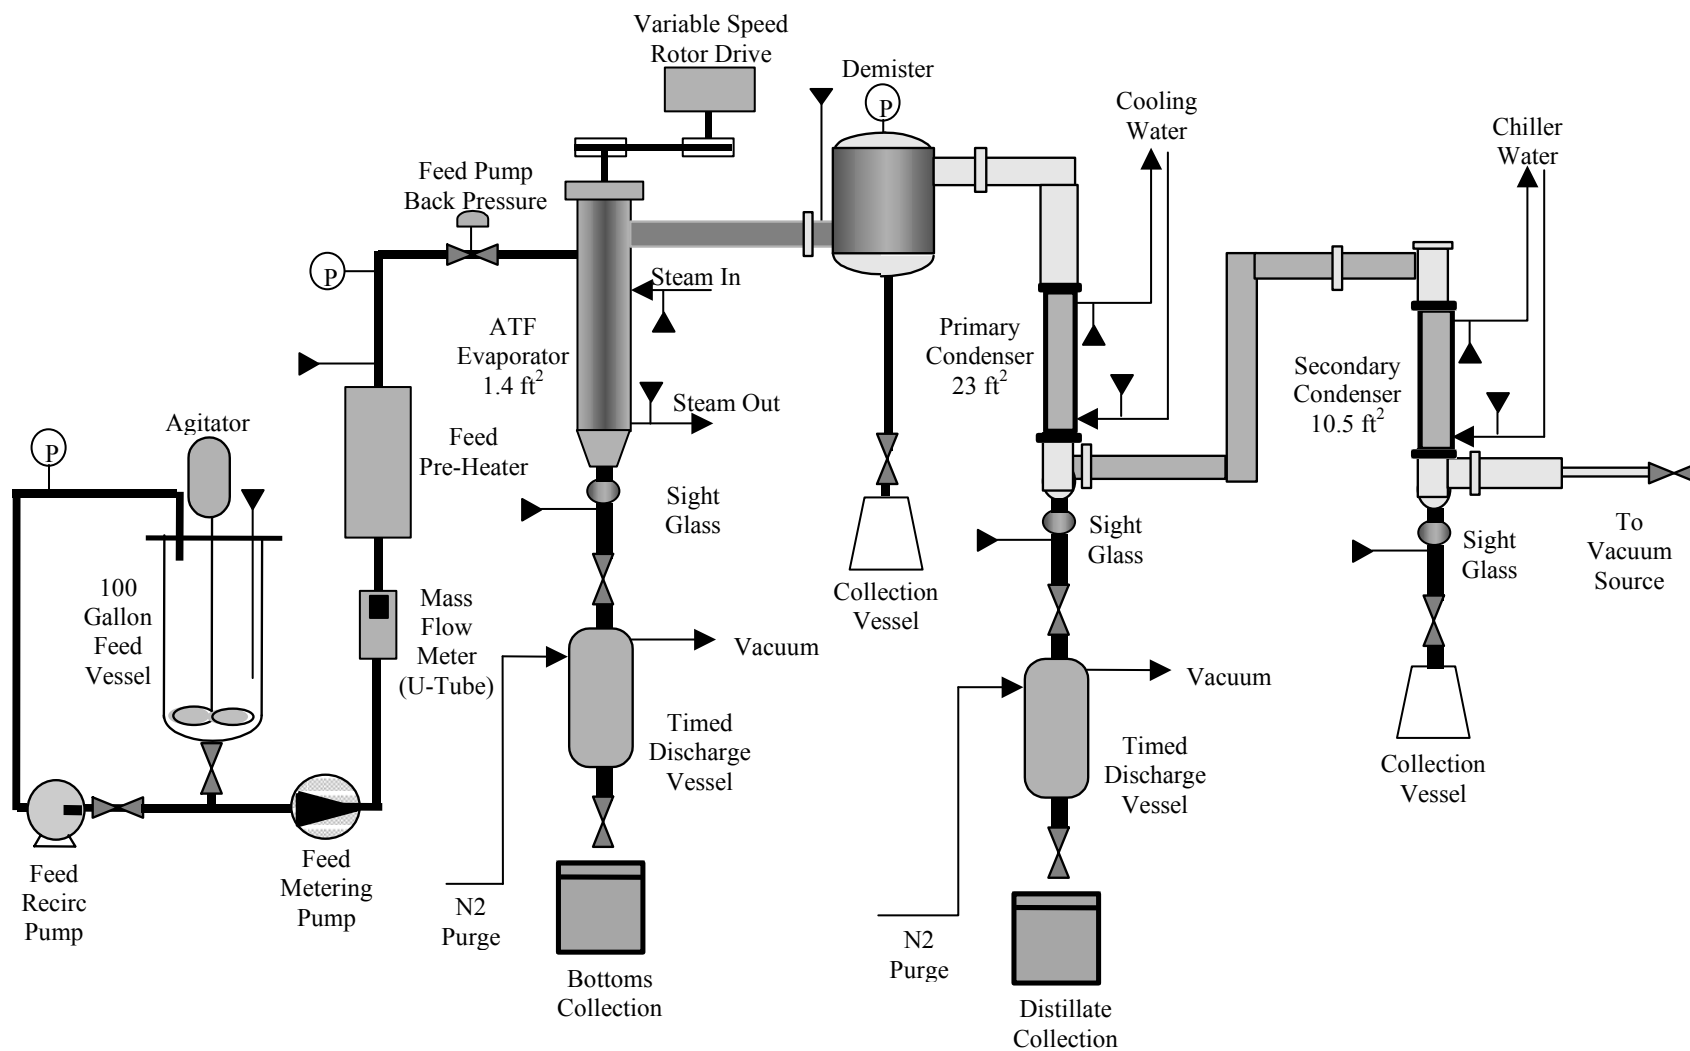 Variable Speed
Rotor Drive
Demister
P
Cooling
Water
Chiller
Water
Feed Pump
Back Pressure
P
Steam In
ATF
Evaporator
1.4 ft2
Primary
Condenser
23 ft2
Secondary
Condenser
10.5 ft2
Steam Out
Agitator
P
Feed
Pre-Heater
Sight
Glass
Sight
Glass
Sight
Glass
To
Vacuum
Source
100
Gallon
Feed
Vessel
Mass
Flow
Meter
(U-Tube)
Collection
Vessel
Vacuum
Vacuum
Timed
Discharge
Vessel
Timed
Discharge
Vessel
Collection
Vessel
Feed
Recirc
Pump
Feed
Metering
Pump
N2
Purge
N2
Purge
Bottoms
Collection
Distillate
Collection